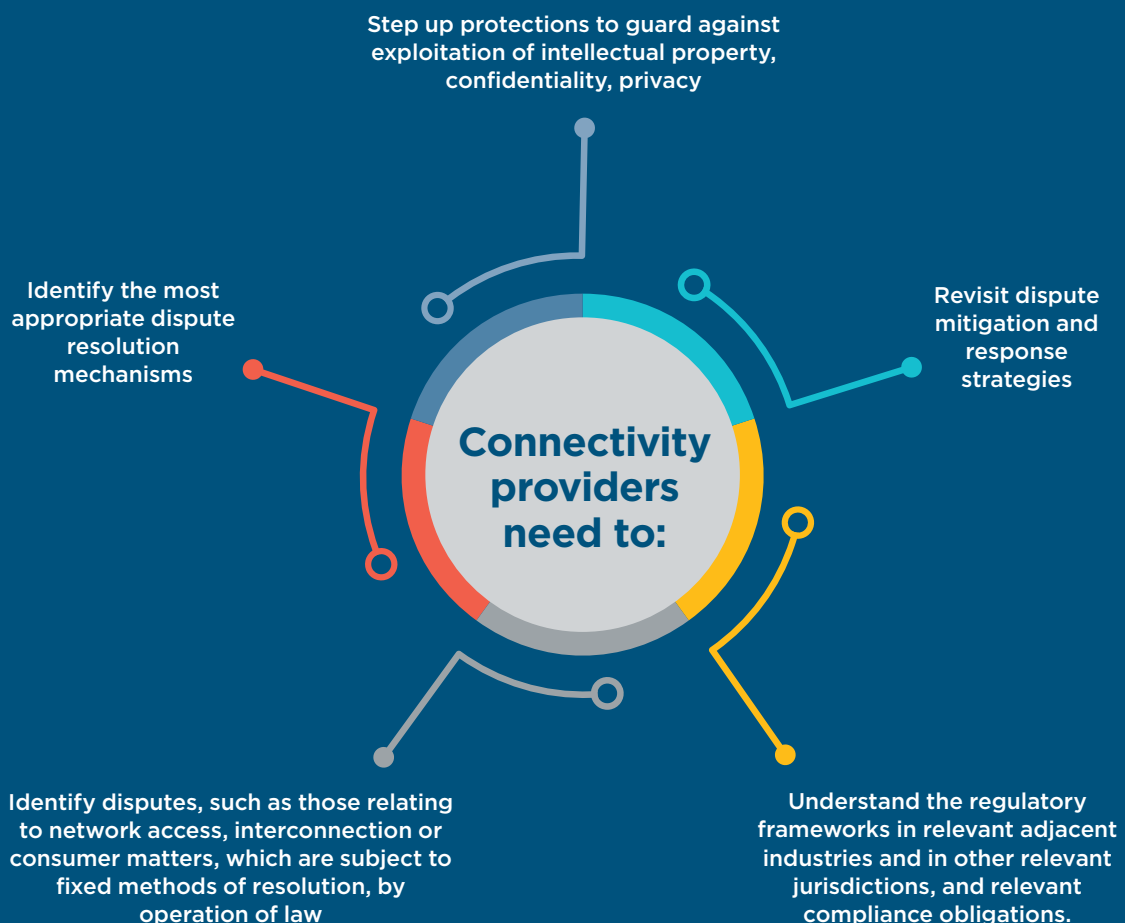 Step up protections to guard against
exploitation of intellectual property,
confidentiality, privacy
Identify the most
appropriate dispute
resolution
mechanisms
Revisit dispute
mitigation and
response
strategies
Connectivity
providers
need to:
Identify disputes, such as those relating
to network access, interconnection or
consumer matters, which are subject to
fixed methods of resolution, by
operation of law
Understand the regulatory
frameworks in relevant adjacent
industries and in other relevant
jurisdictions, and relevant
compliance obligations.